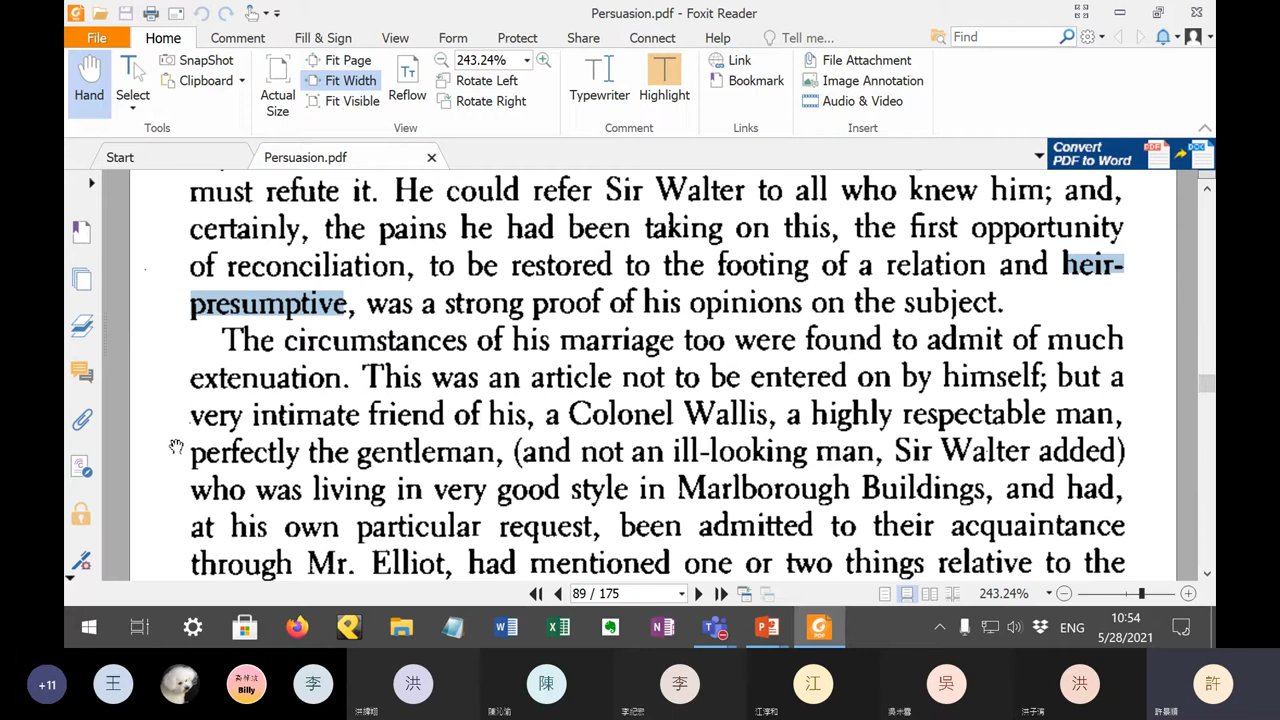 Persuasion.pdf - Foxit Reader
File Home Comment Fill & Sign View Form Protect Share Connect Help Tell me... Find
Hand Select SnapShot Clipboard Actual Size Fit Page Fit Width Fit Visible Reflow 243.24% Rotate Left Rotate Right Typewriter Highlight Link Bookmark File Attachment Image Annotation Audio & Video
Tools View Comment Links Insert
Start Persuasion.pdf Convert PDF to Word
must refute it. He could refer Sir Walter to all who knew him; and,
certainly, the pains he had been taking on this, the first opportunity
of reconciliation, to be restored to the footing of a relation and heir-
presumptive, was a strong proof of his opinions on the subject.
The circumstances of his marriage too were found to admit of much
extenuation. This was an article not to be entered on by himself; but a
very intimate friend of his, a Colonel Wallis, a highly respectable man,
perfectly the gentleman, (and not an ill-looking man, Sir Walter added)
who was living in very good style in Marlborough Buildings, and had,
at his own particular request, been admitted to their acquaintance
through Mr. Elliot, had mentioned one or two things relative to the
89 / 175 243.24%
ENG 10:54
5/28/2021
+11 王 Billy 李 洪 陳 李 江 吳 洪 許